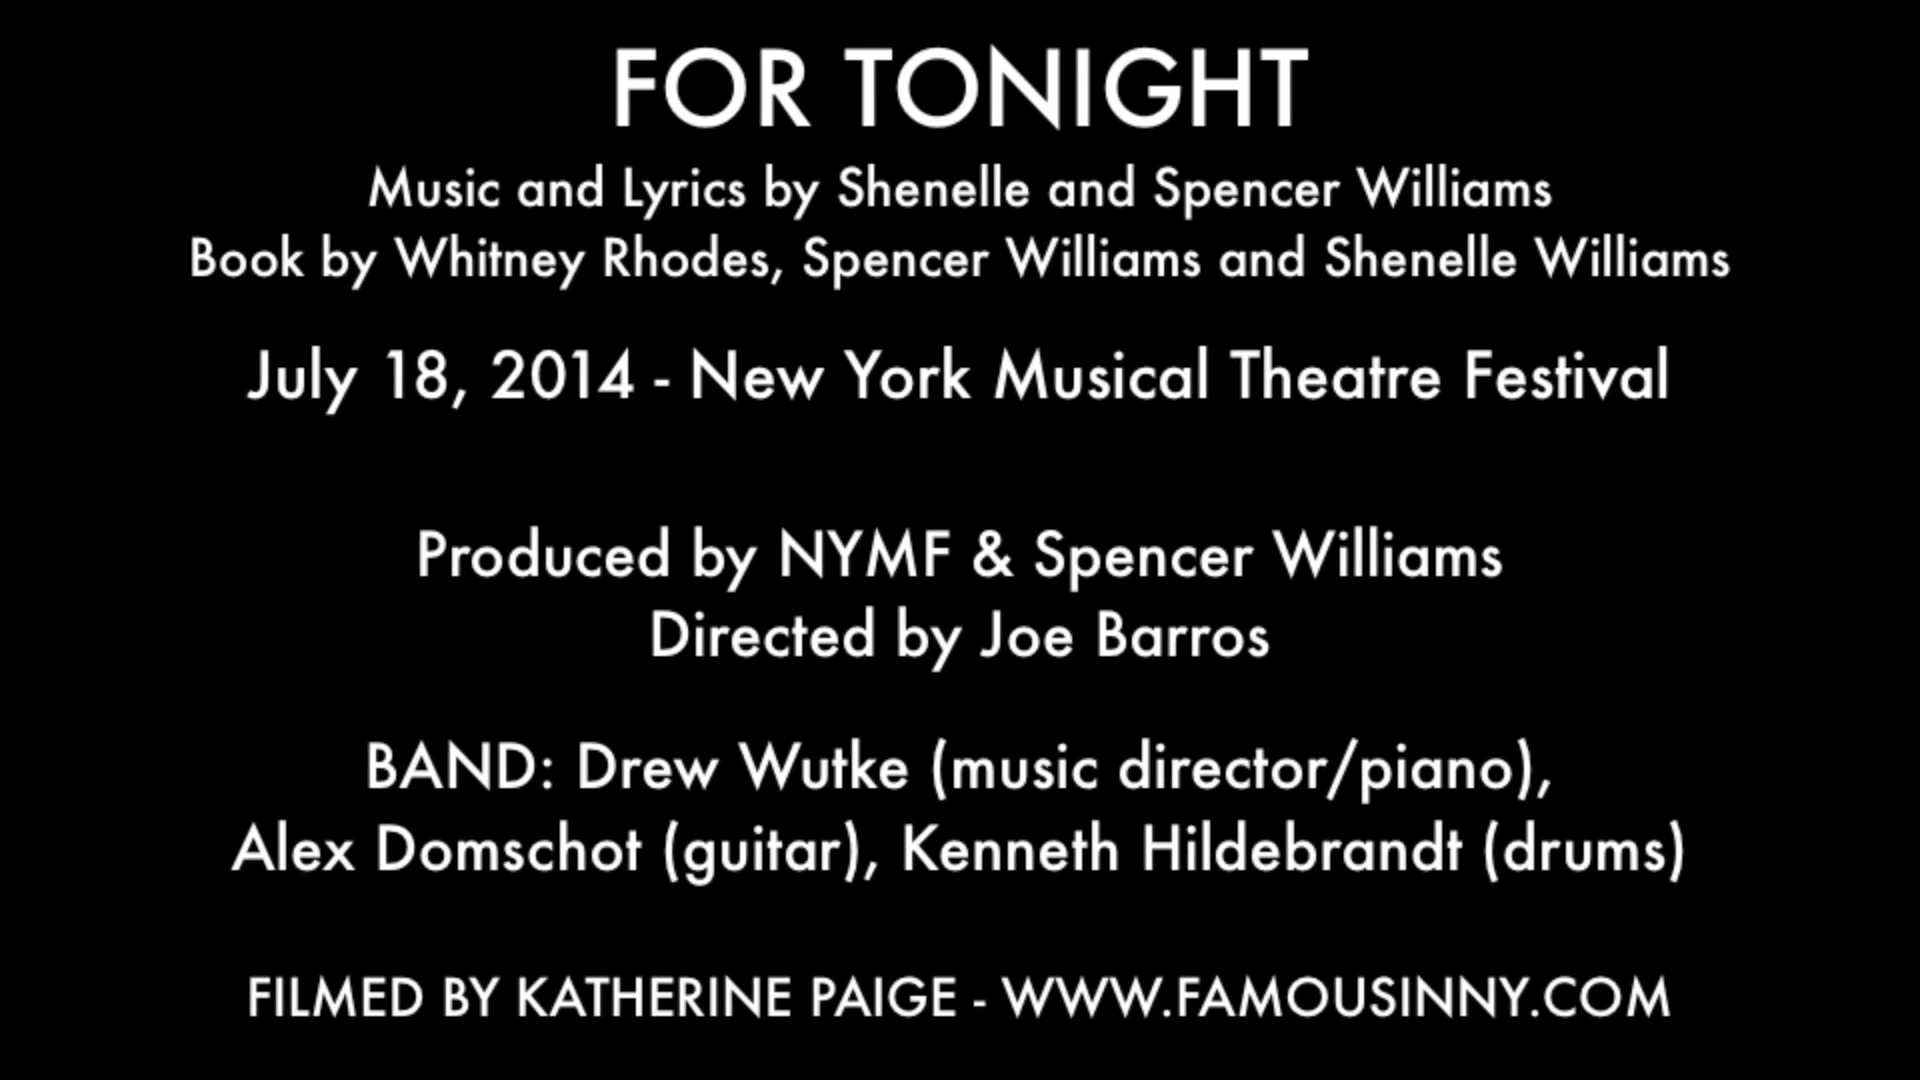 FOR TONIGHT
Music and Lyrics by Shenelle and Spencer Williams
Book by Whitney Rhodes, Spencer Williams and Shenelle Williams
July 18, 2014 - New York Musical Theatre Festival
Produced by NYMF & Spencer Williams
Directed by Joe Barros
BAND: Drew Wutke (music director/piano),
Alex Domschot (guitar), Kenneth Hildebrandt (drums)
FILMED BY KATHERINE PAIGE - WWW.FAMOUSINNY.COM